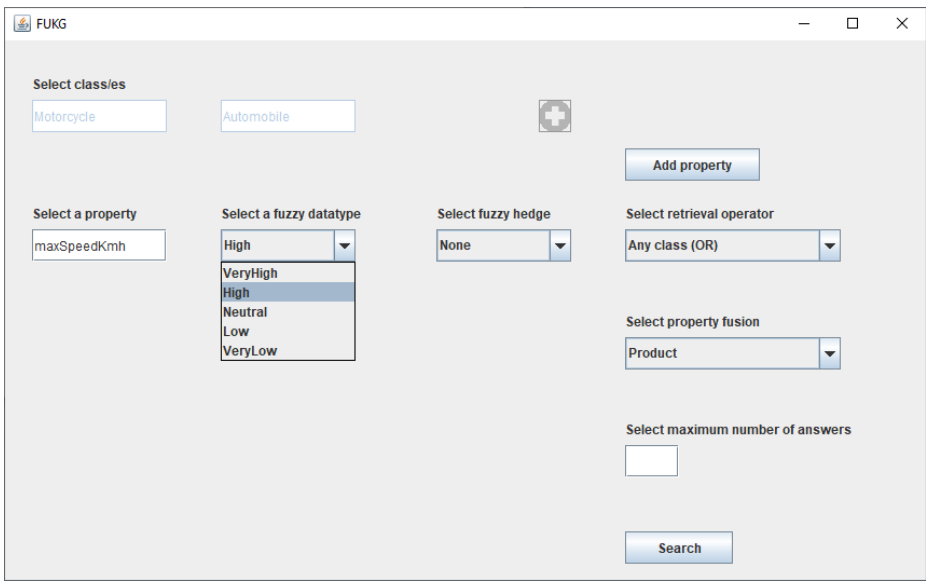 FUKG
Select class/es
Motorcycle Automobile
Add property
Select a property Select a fuzzy datatype Select fuzzy hedge Select retrieval operator
maxSpeedKmh High None Any class (OR)
VeryHigh
High
Neutral
Low
VeryLow
Select property fusion
Product
Select maximum number of answers
Search